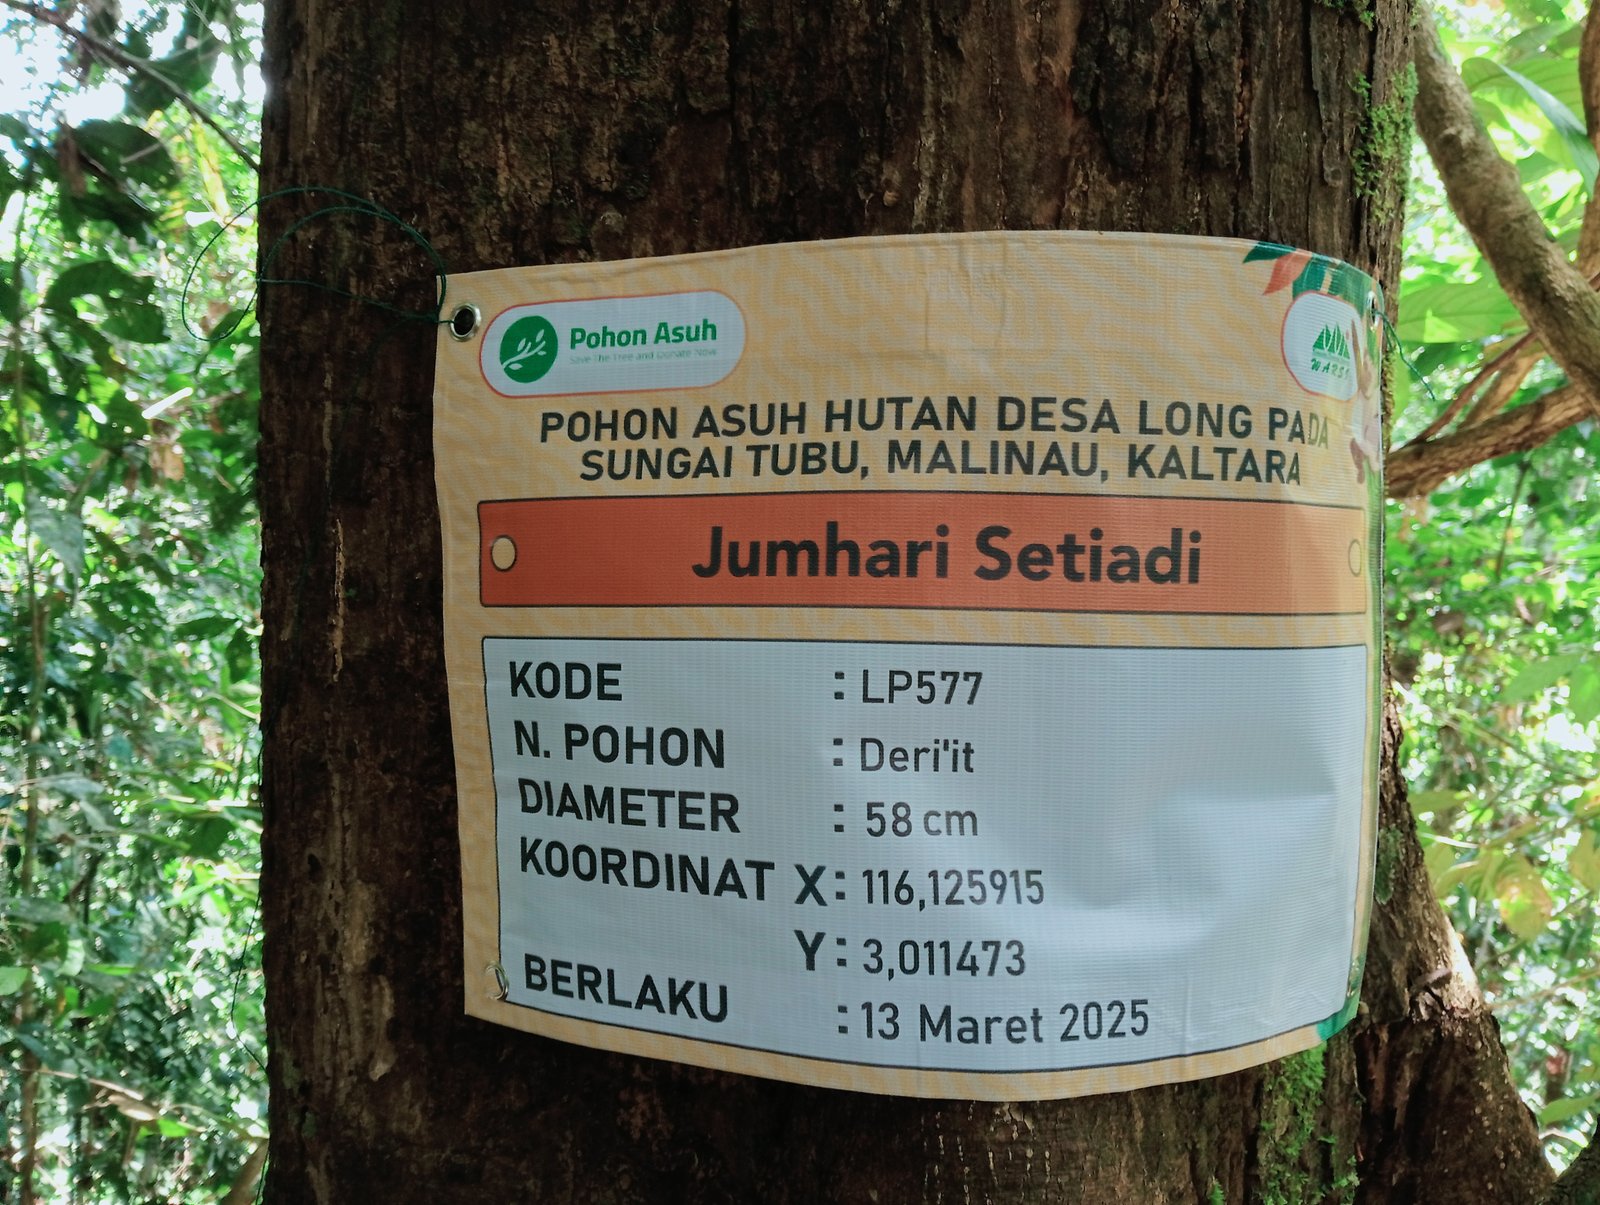 Pohon Asuh
Save The Tree and Donate Now
WARSI
POHON ASUH HUTAN DESA LONG PADA
SUNGAI TUBU, MALINAU, KALTARA
Jumhari Setiadi
KODE : LP577
N. POHON : Deri'it
DIAMETER : 58 cm
KOORDINAT X : 116,125915
Y : 3,011473
BERLAKU : 13 Maret 2025